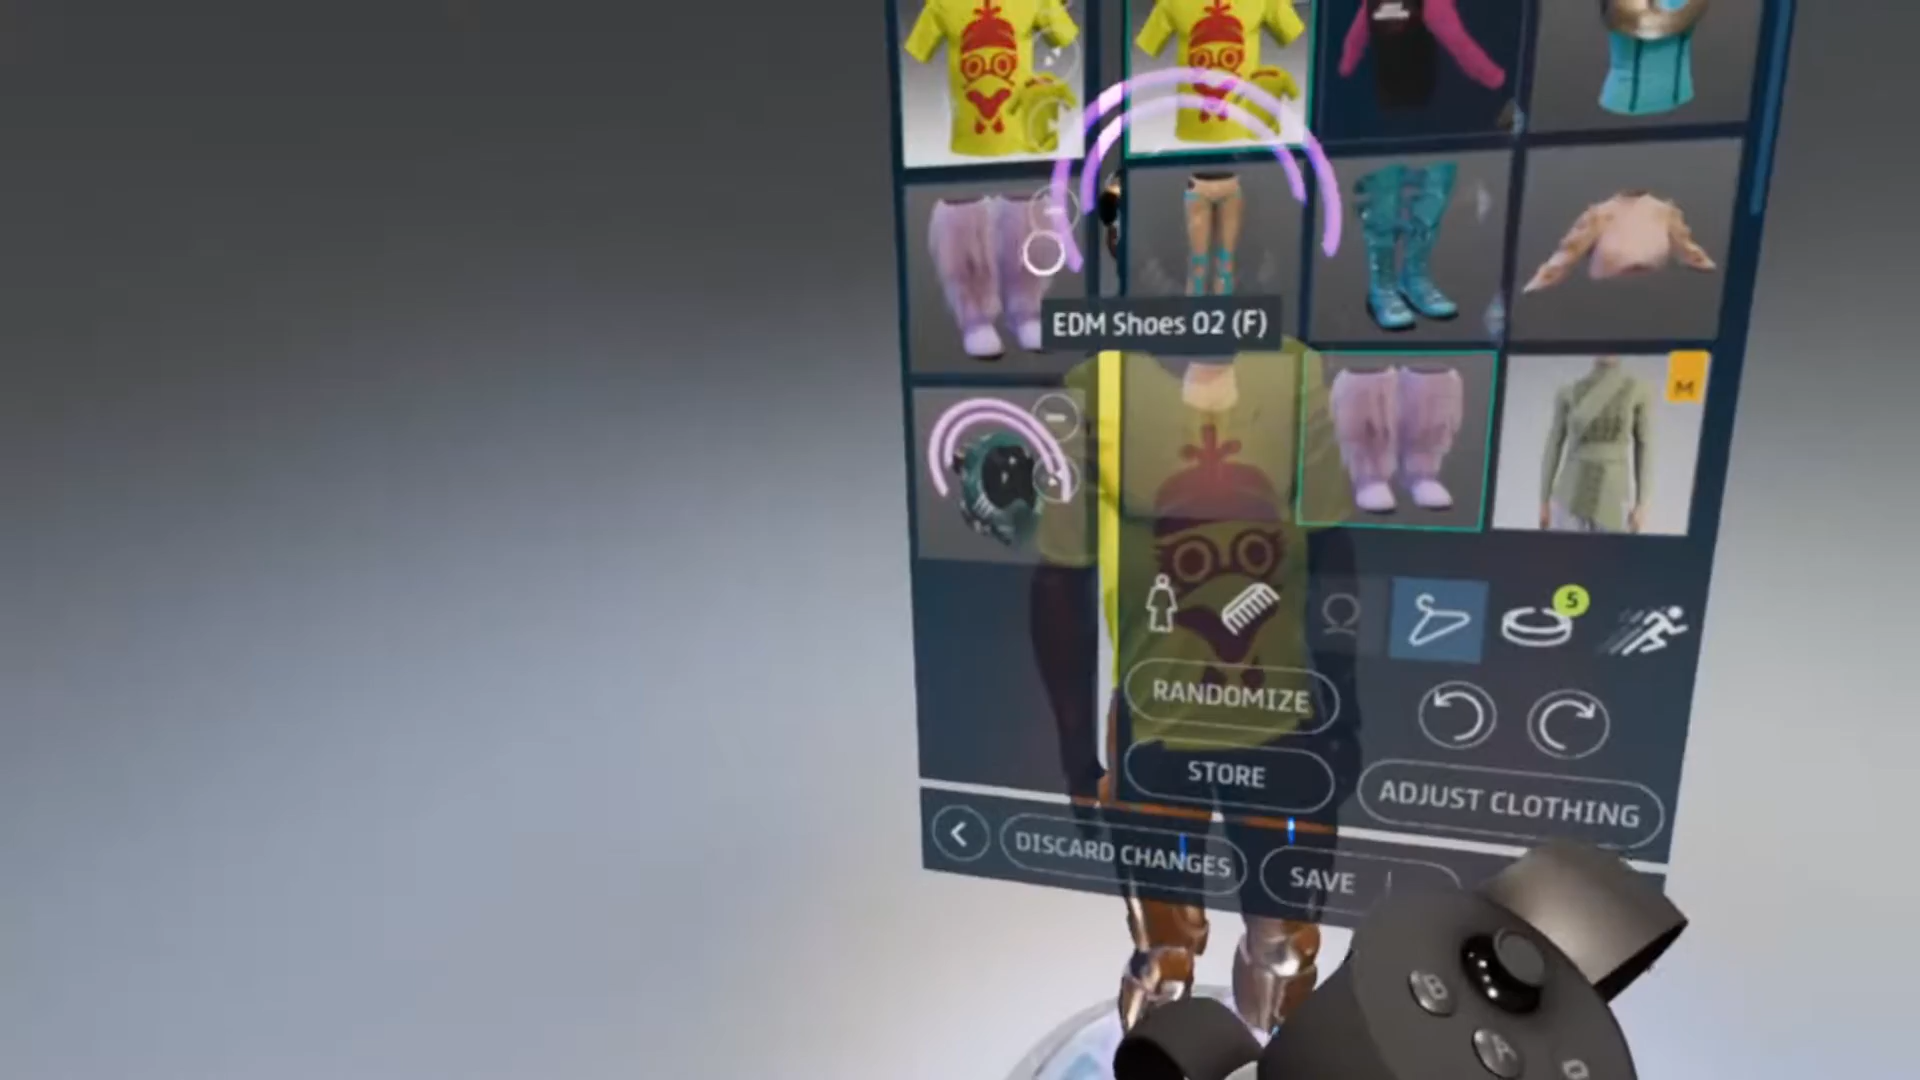 EDM Shoes 02 (F)
M
5
RANDOMIZE
STORE
ADJUST CLOTHING
DISCARD CHANGES
SAVE
B
A